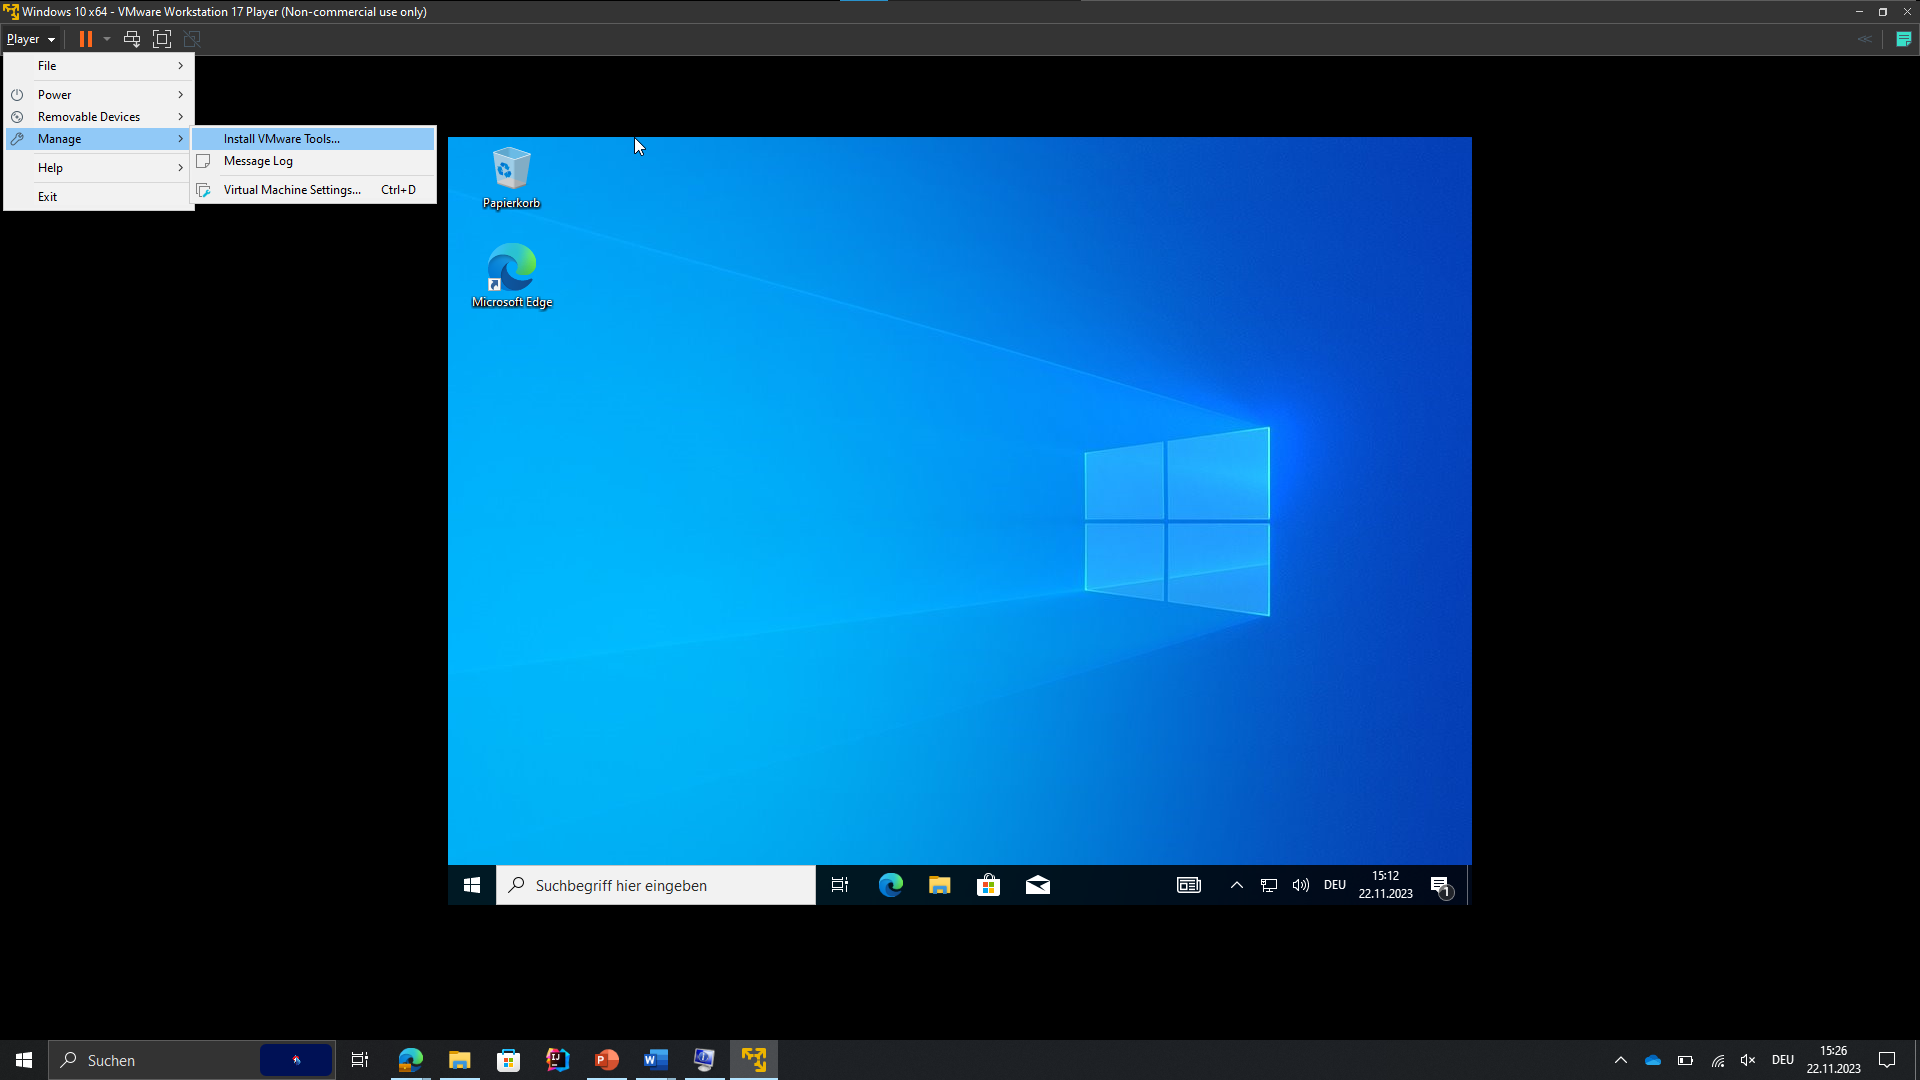 Windows 10 x64 - VMware Workstation 17 Player (Non-commercial use only)
Player
File
Power
Removable Devices
Manage
Install VMware Tools...
Message Log
Help
Virtual Machine Settings... Ctrl+D
Exit
Papierkorb
Microsoft Edge
Suchbegriff hier eingeben
DEU
15:12
22.11.2023
1
Suchen
DEU
15:26
22.11.2023